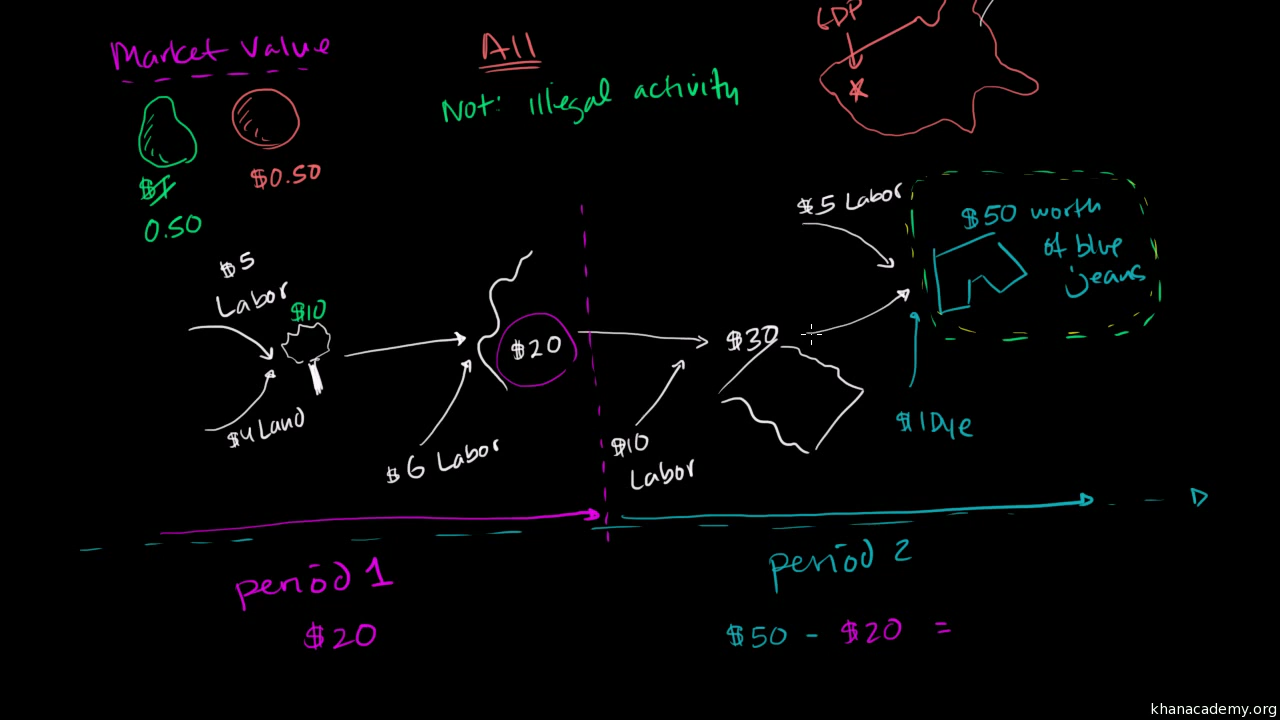 Market Value
All
GDP
Not: illegal activity
$1
0.50
$0.50
$5
Labor
$10
$4 Land
$6 Labor
$20
$10
Labor
$30
$5 Labor
$50 worth
of blue
jeans
$1 Dye
period 1
$20
period 2
$50 - $20 =
khanacademy.org